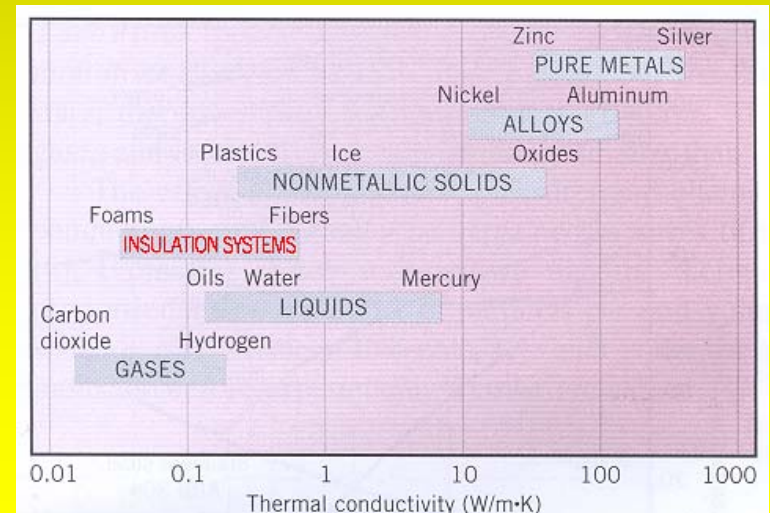 Zinc Silver
PURE METALS
Nickel Aluminum
ALLOYS
Plastics Ice Oxides
NONMETALLIC SOLIDS
Foams Fibers
INSULATION SYSTEMS
Oils Water Mercury
LIQUIDS
Carbon
dioxide Hydrogen
GASES
0.01 0.1 1 10 100 1000
Thermal conductivity (W/m•K)